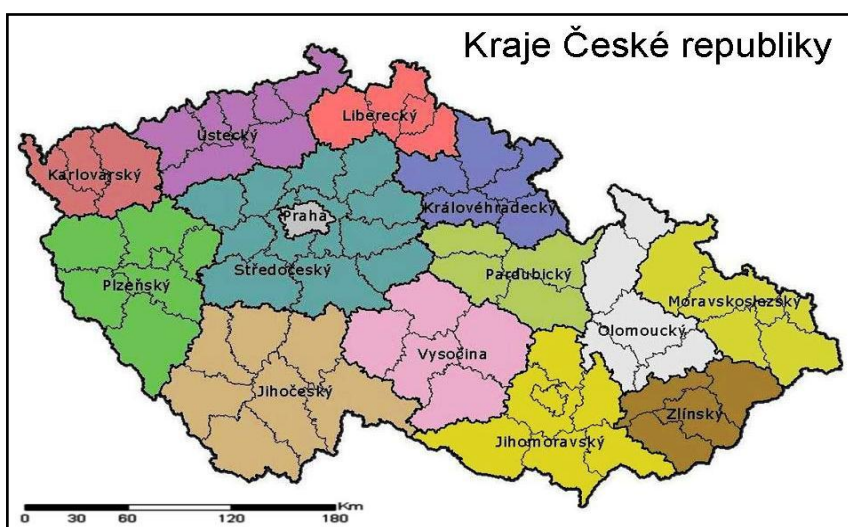 Kraje České republiky
Liberecký
Ústecký
Karlovarský
Královéhradecký
Praha
Středočeský
Pardubický
Plzeňský
Moravskoslezský
Olomoucký
Vysočina
Jihočeský
Zlínský
Jihomoravský
Km
0 30 60 120 180